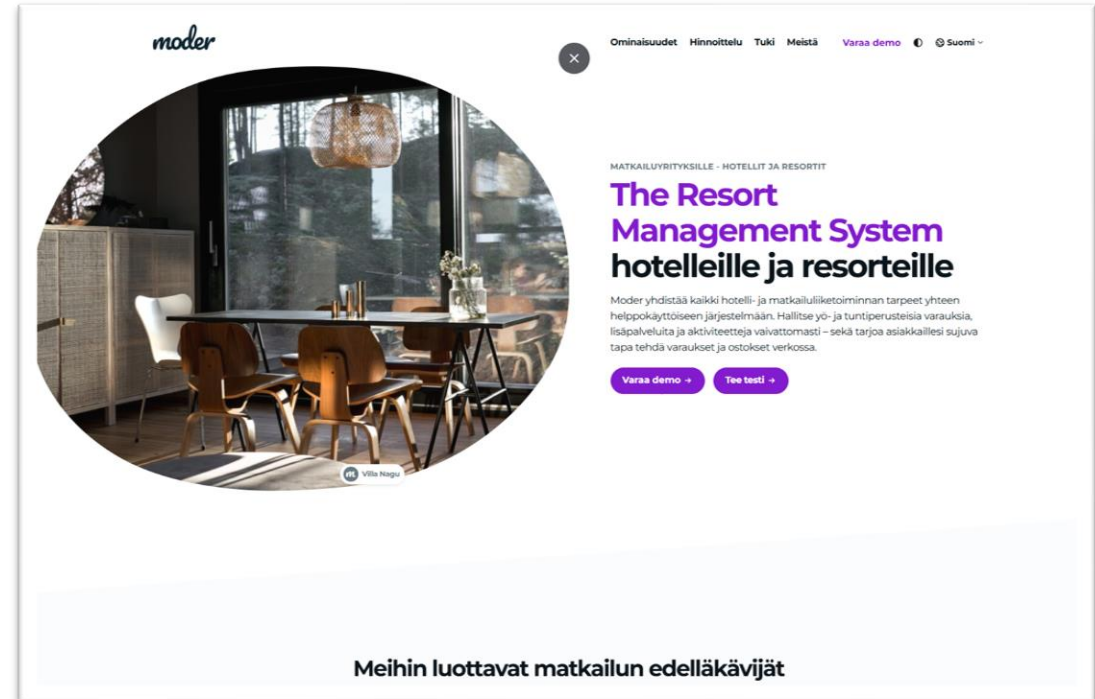 moder
Ominaisuudet Hinnoittelu Tuki Meistä Varaa demo Suomi
MATKAILUYRITYKSILLE - HOTELLIT JA RESORTIT
The Resort
Management System
hotelleille ja resorteille
Moder yhdistää kaikki hotelli- ja matkailuliiketoiminnan tarpeet yhteen
helppokäyttöiseen järjestelmään. Hallitse yö- ja tuntiperusteisia varauksia,
lisäpalveluita ja aktiviteetteja vaivattomasti – sekä tarjoa asiakkaillesi sujuva
tapa tehdä varaukset ja ostokset verkossa.
Varaa demo → Tee testi →
m Villa Nagu
Meihin luottavat matkailun edelläkävijät